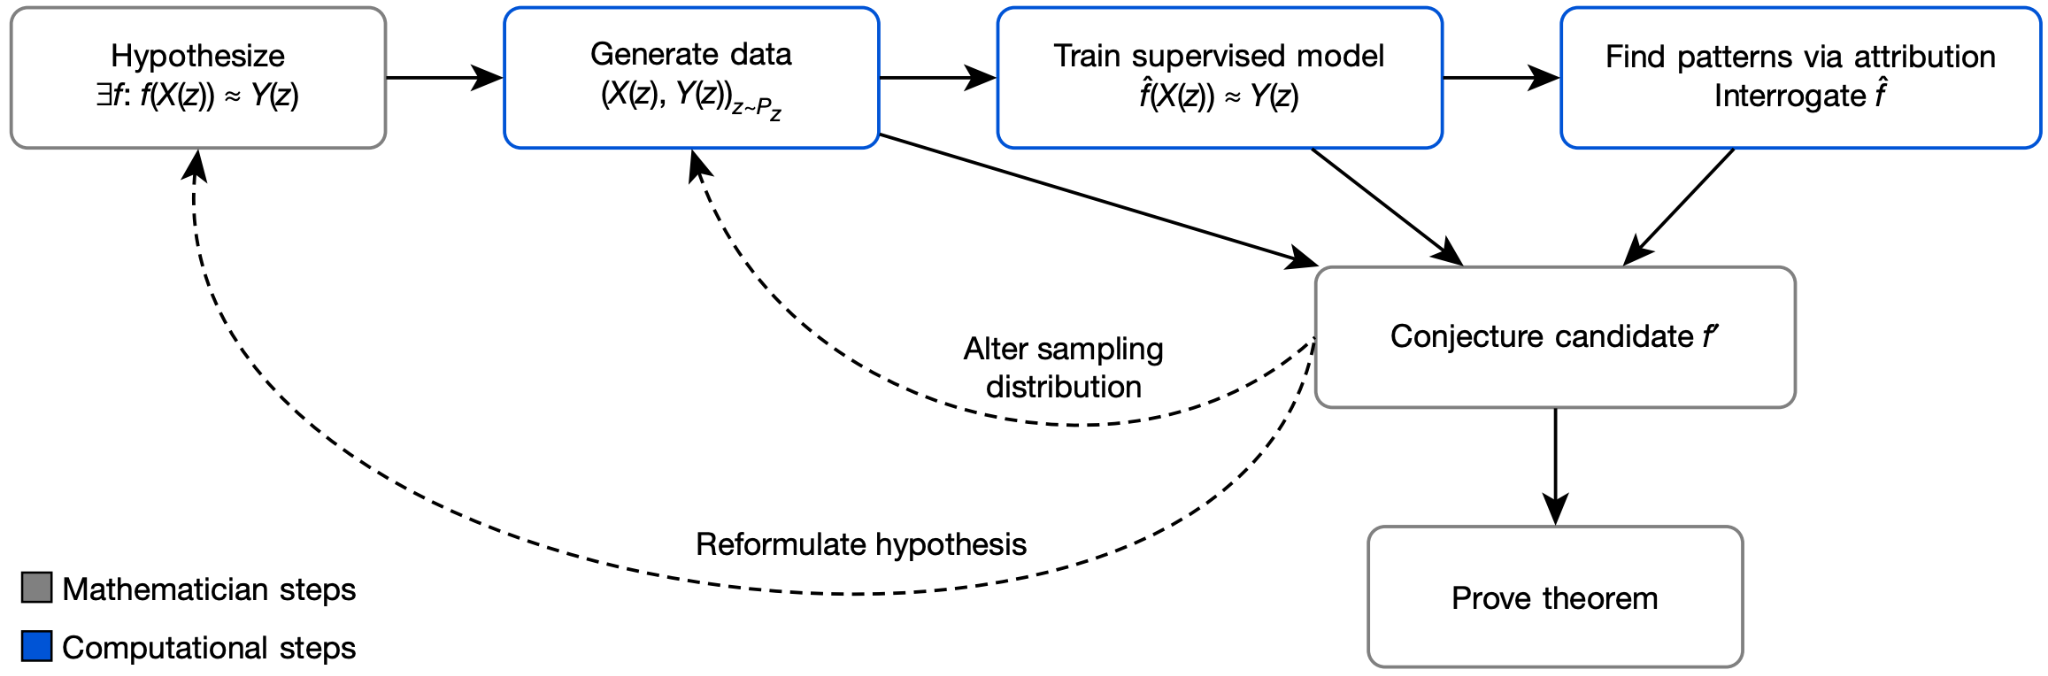 Hypothesize
∃f: f(X(z)) ≈ Y(z)
Generate data
(X(z), Y(z))z~Pz
Train supervised model
f̂(X(z)) ≈ Y(z)
Find patterns via attribution
Interrogate f̂
Conjecture candidate f′
Alter sampling
distribution
Reformulate hypothesis
Prove theorem
Mathematician steps
Computational steps